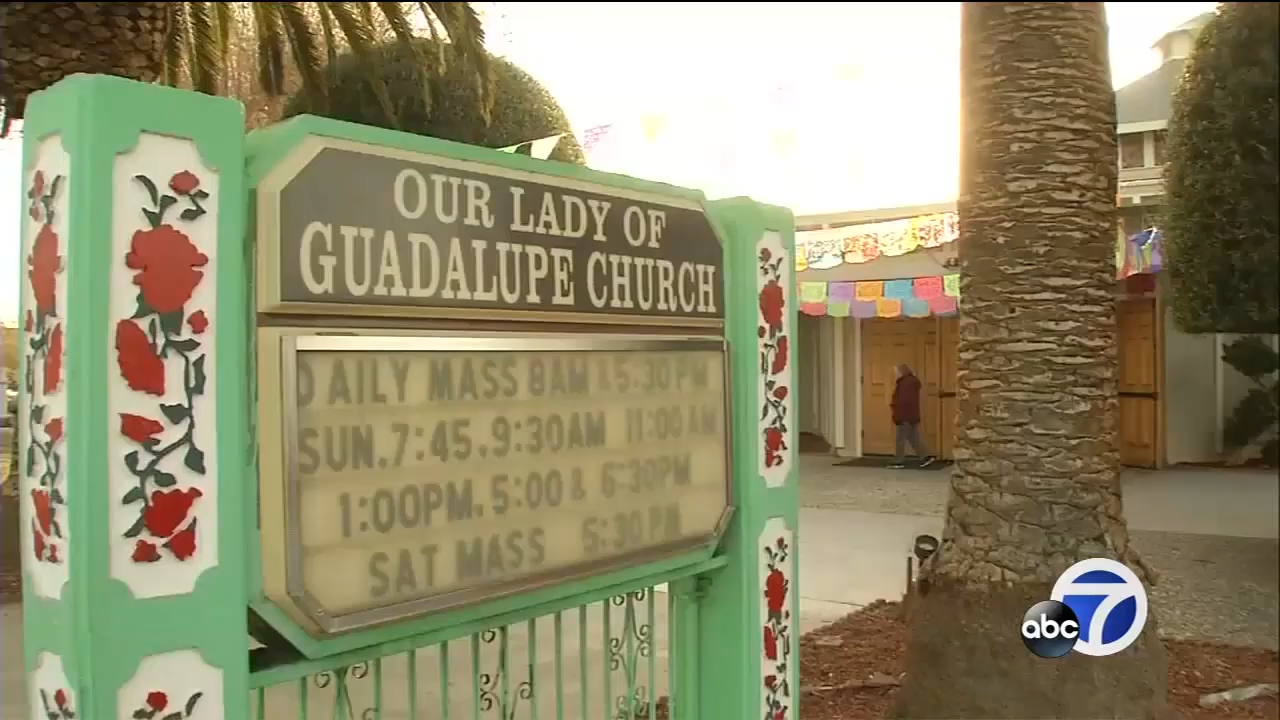 OUR LADY OF
GUADALUPE CHURCH
DAILY MASS 8AM & 5:30 PM
SUN. 7:45. 9:30AM 11:00 AM
1:00PM. 5:00 & 6:30PM
SAT MASS 5:30 PM
abc 7